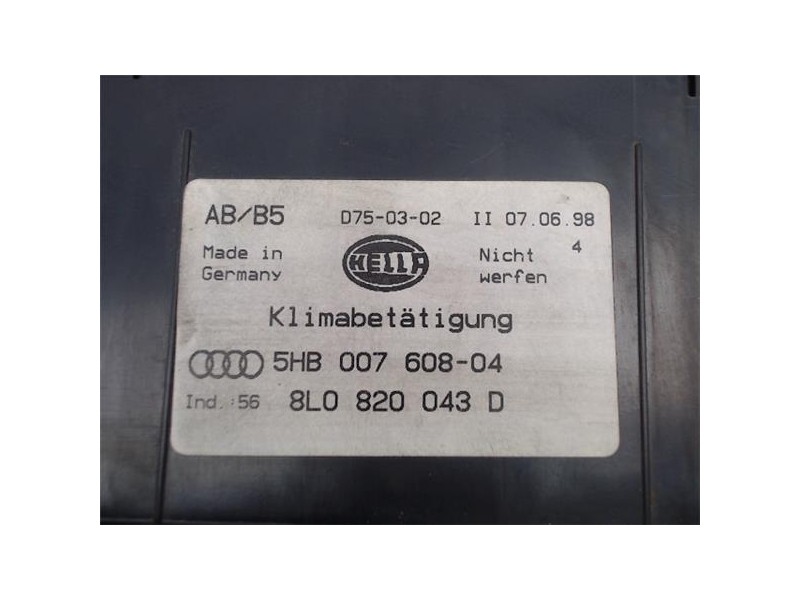 AB/B5 D75-03-02 II 07.06.98
Made in Germany
HELLA
Nicht werfen
4
Klimabetätigung
5HB 007 608-04
Ind.:56 8L0 820 043 D